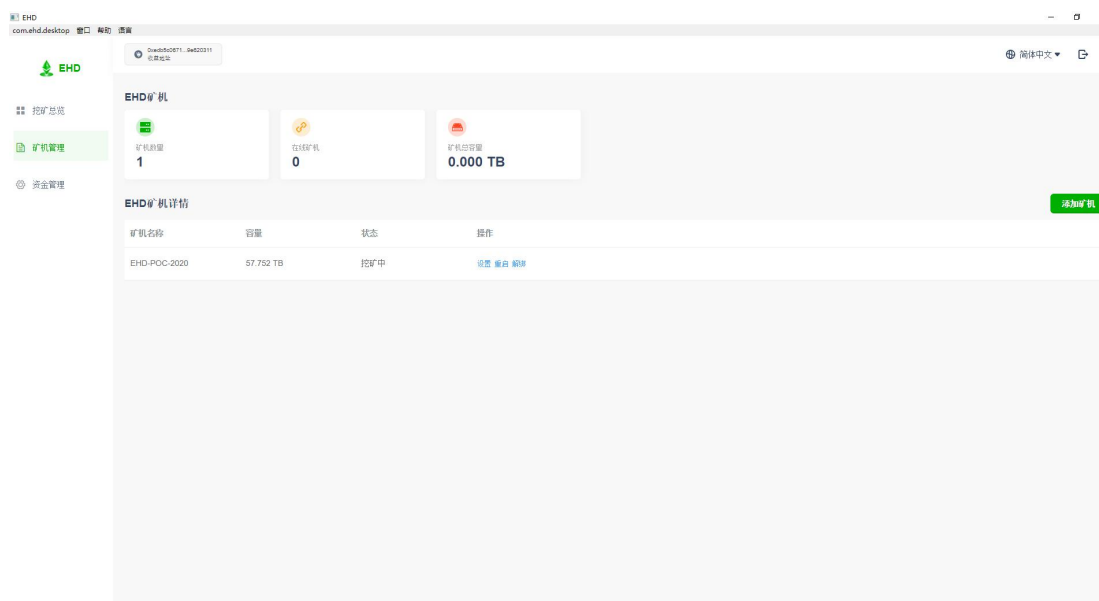 EHD
com.ehd.desktop 窗口 帮助 语言
EHD
收益地址
简体中文
挖矿总览
矿机管理
资金管理
EHD矿机
矿机数量
1
在线矿机
0
矿机总容量
0.000 TB
EHD矿机详情
添加矿机
矿机名称 容量 状态 操作
EHD-POC-2020 57.752 TB 挖矿中 设置 重启 解绑